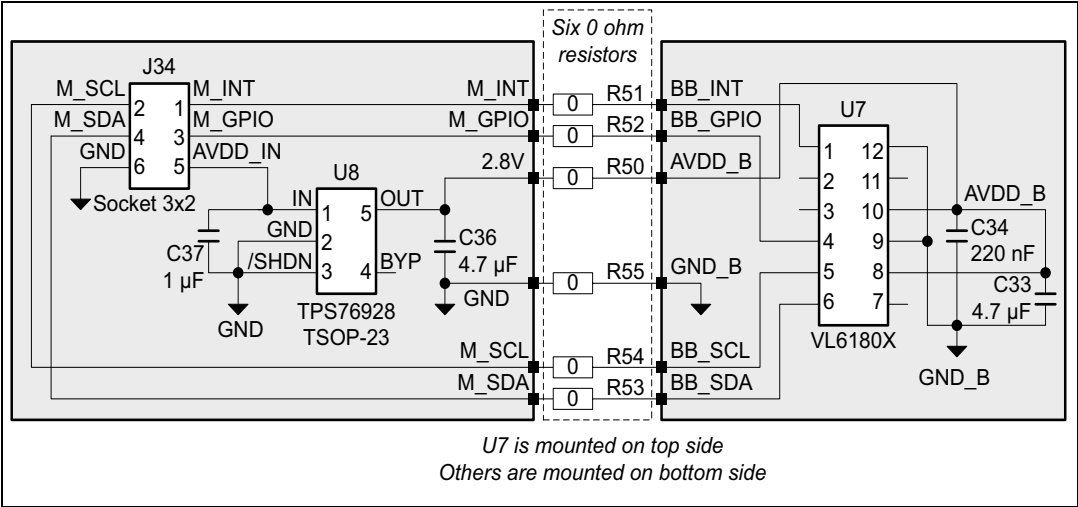 Six 0 ohm
resistors
J34
M_SCL
M_INT
M_INT
R51
BB_INT
2
1
0
M_SDA
M_GPIO
M_GPIO
R52
BB_GPIO
4
3
0
GND
AVDD_IN
2.8V
R50
AVDD_B
6
5
0
Socket 3x2
U8
IN
OUT
1
5
GND
2
/SHDN
3
4
BYP
C37
1 µF
C36
4.7 µF
GND
GND
TPS76928
TSOP-23
R55
GND_B
0
M_SCL
R54
BB_SCL
0
M_SDA
R53
BB_SDA
0
U7
1
12
2
11
3
10
AVDD_B
4
9
C34
220 nF
5
8
C33
4.7 µF
6
7
VL6180X
GND_B
U7 is mounted on top side
Others are mounted on bottom side